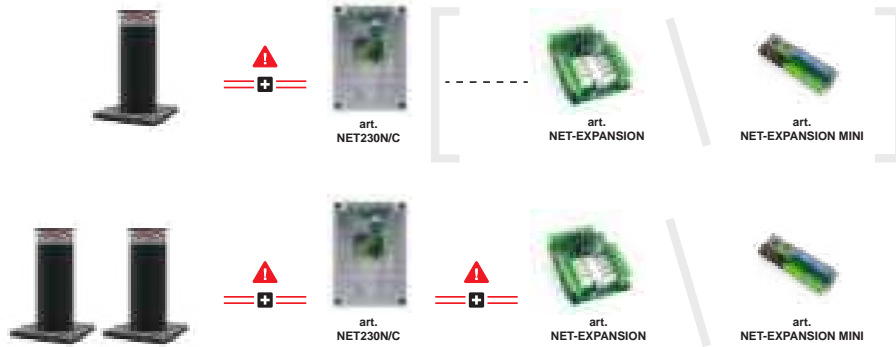 art.
NET230N/C
art.
NET-EXPANSION
art.
NET-EXPANSION MINI
art.
NET230N/C
art.
NET-EXPANSION
art.
NET-EXPANSION MINI